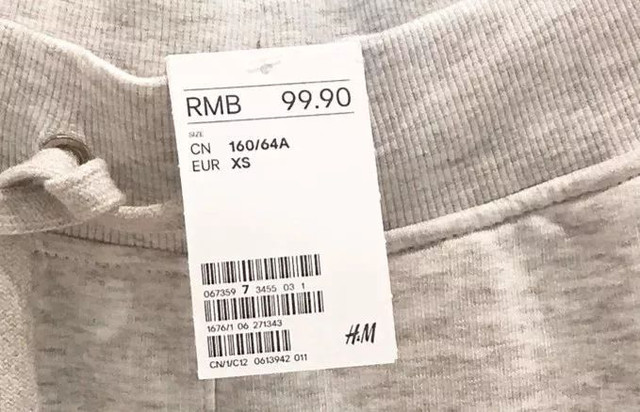 RMB 99.90
SIZE
CN 160/64A
EUR XS
067359 7 3455 03 1
1676/1 06 271343
CN/1/C12 0613942 011
H&M